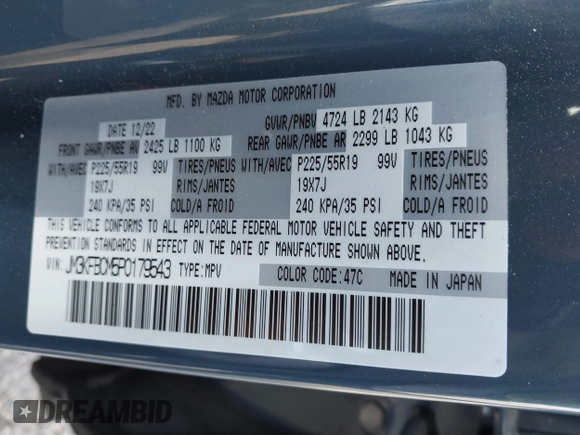 MFD. BY MAZDA MOTOR CORPORATION
DATE 12/22 GVWR/PNBV 4724 LB 2143 KG
FRONT GAWR/PNBE AV 2425 LB 1100 KG REAR GAWR/PNBE AR 2299 LB 1043 KG
WITH/AVEC P225/55R19 99V TIRES/PNEUS WITH/AVEC P225/55R19 99V TIRES/PNEUS
19X7J RIMS/JANTES 19X7J RIMS/JANTES
240 KPA/35 PSI COLD/A FROID 240 KPA/35 PSI COLD/A FROID
THIS VEHICLE CONFORMS TO ALL APPLICABLE FEDERAL MOTOR VEHICLE SAFETY AND THEFT
PREVENTION STANDARDS IN EFFECT ON THE DATE OF MANUFACTURE SHOWN ABOVE.
VIN: JM3KFBCM5P0179543 TYPE:MPV COLOR CODE:47C MADE IN JAPAN
DREAMBID